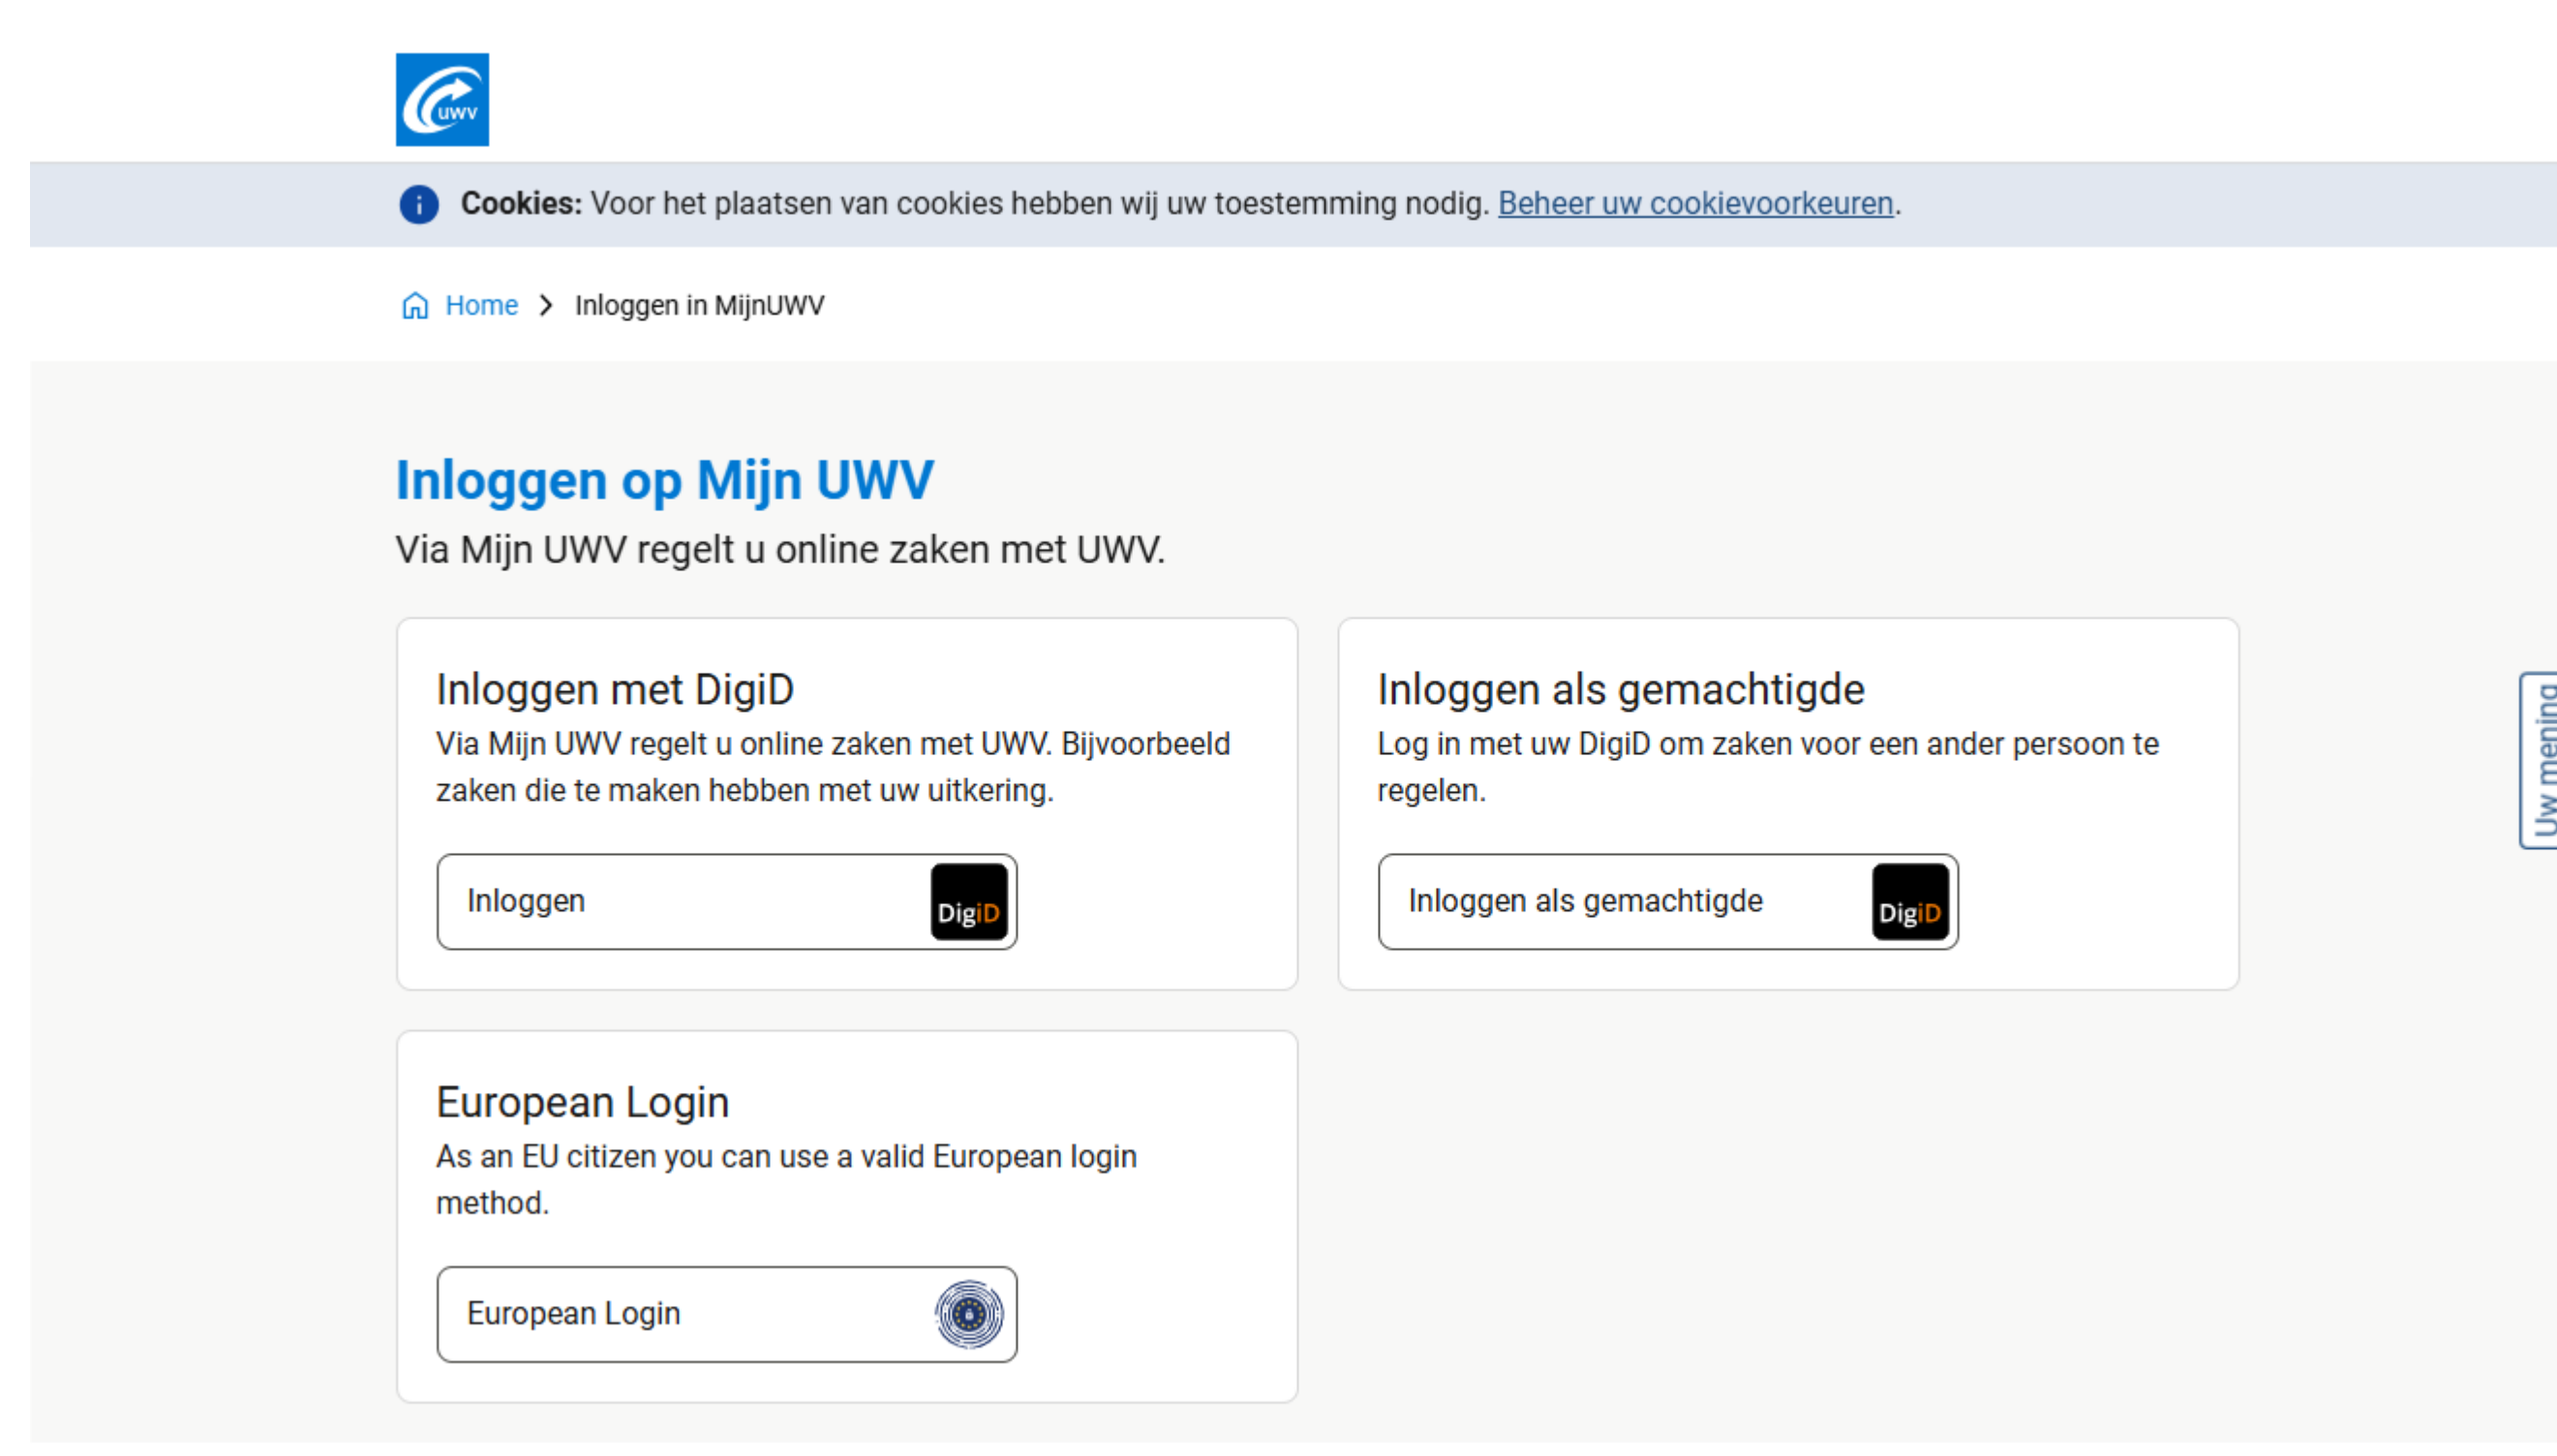 UWV
Cookies: Voor het plaatsen van cookies hebben wij uw toestemming nodig. Beheer uw cookievoorkeuren.
Home > Inloggen in MijnUWV
Inloggen op Mijn UWV
Via Mijn UWV regelt u online zaken met UWV.
Inloggen met DigiD
Via Mijn UWV regelt u online zaken met UWV. Bijvoorbeeld
zaken die te maken hebben met uw uitkering.
Inloggen DigiD
Inloggen als gemachtigde
Log in met uw DigiD om zaken voor een ander persoon te
regelen.
Inloggen als gemachtigde DigiD
Uw mening
European Login
As an EU citizen you can use a valid European login
method.
European Login